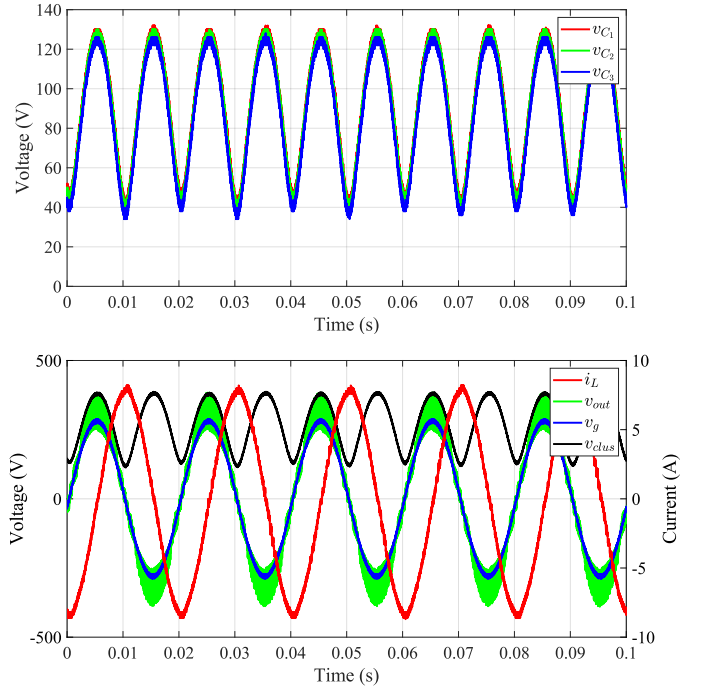 140
120
100
80
60
40
20
0
Voltage (V)
v_{C_1}
v_{C_2}
v_{C_3}
0 0.01 0.02 0.03 0.04 0.05 0.06 0.07 0.08 0.09 0.1
Time (s)
500
0
-500
Voltage (V)
i_L
v_{out}
v_g
v_{clus}
10
5
0
-5
-10
Current (A)
0 0.01 0.02 0.03 0.04 0.05 0.06 0.07 0.08 0.09 0.1
Time (s)